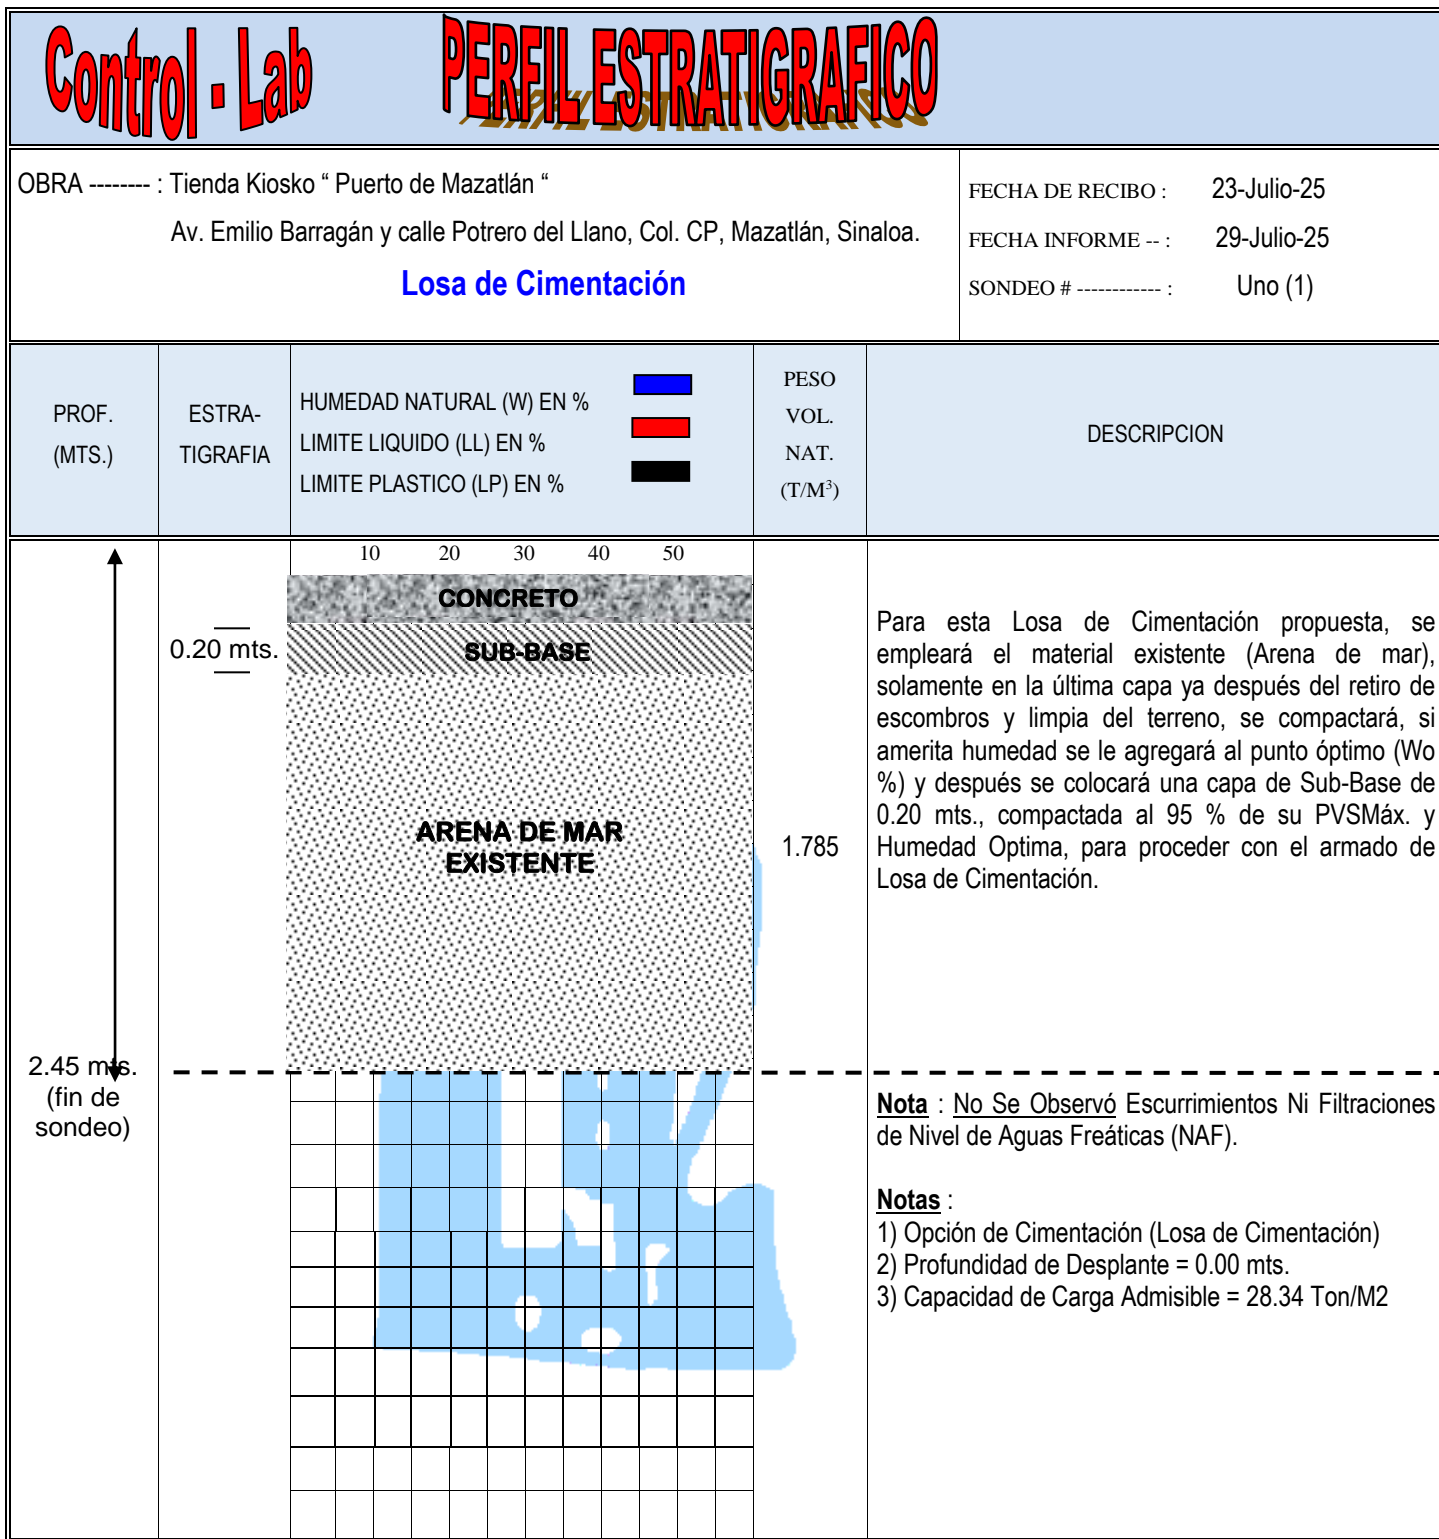 Control - Lab
PERFIL ESTRATIGRAFICO
OBRA -------- : Tienda Kiosko “ Puerto de Mazatlán “
Av. Emilio Barragán y calle Potrero del Llano, Col. CP, Mazatlán, Sinaloa.
Losa de Cimentación
FECHA DE RECIBO : 23-Julio-25
FECHA INFORME -- : 29-Julio-25
SONDEO # ------------ : Uno (1)
PROF.
(MTS.)
ESTRA-
TIGRAFIA
HUMEDAD NATURAL (W) EN %
LIMITE LIQUIDO (LL) EN %
LIMITE PLASTICO (LP) EN %
PESO
VOL.
NAT.
(T/M³)
DESCRIPCION
10 20 30 40 50
CONCRETO
0.20 mts.
SUB-BASE
ARENA DE MAR
EXISTENTE
1.785
Para esta Losa de Cimentación propuesta, se
empleará el material existente (Arena de mar),
solamente en la última capa ya después del retiro de
escombros y limpia del terreno, se compactará, si
amerita humedad se le agregará al punto óptimo (Wo
%) y después se colocará una capa de Sub-Base de
0.20 mts., compactada al 95 % de su PVSMáx. y
Humedad Optima, para proceder con el armado de
Losa de Cimentación.
2.45 mts.
(fin de
sondeo)
Nota : No Se Observó Escurrimientos Ni Filtraciones
de Nivel de Aguas Freáticas (NAF).
Notas :
1) Opción de Cimentación (Losa de Cimentación)
2) Profundidad de Desplante = 0.00 mts.
3) Capacidad de Carga Admisible = 28.34 Ton/M2